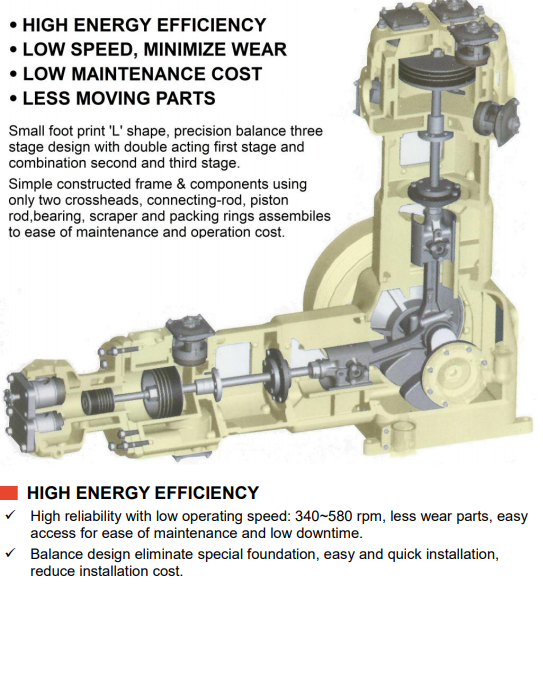 • HIGH ENERGY EFFICIENCY
• LOW SPEED, MINIMIZE WEAR
• LOW MAINTENANCE COST
• LESS MOVING PARTS
Small foot print 'L' shape, precision balance three
stage design with double acting first stage and
combination second and third stage.
Simple constructed frame & components using
only two crossheads, connecting-rod, piston
rod,bearing, scraper and packing rings assembiles
to ease of maintenance and operation cost.
HIGH ENERGY EFFICIENCY
✓ High reliability with low operating speed: 340~580 rpm, less wear parts, easy
access for ease of maintenance and low downtime.
✓ Balance design eliminate special foundation, easy and quick installation,
reduce installation cost.